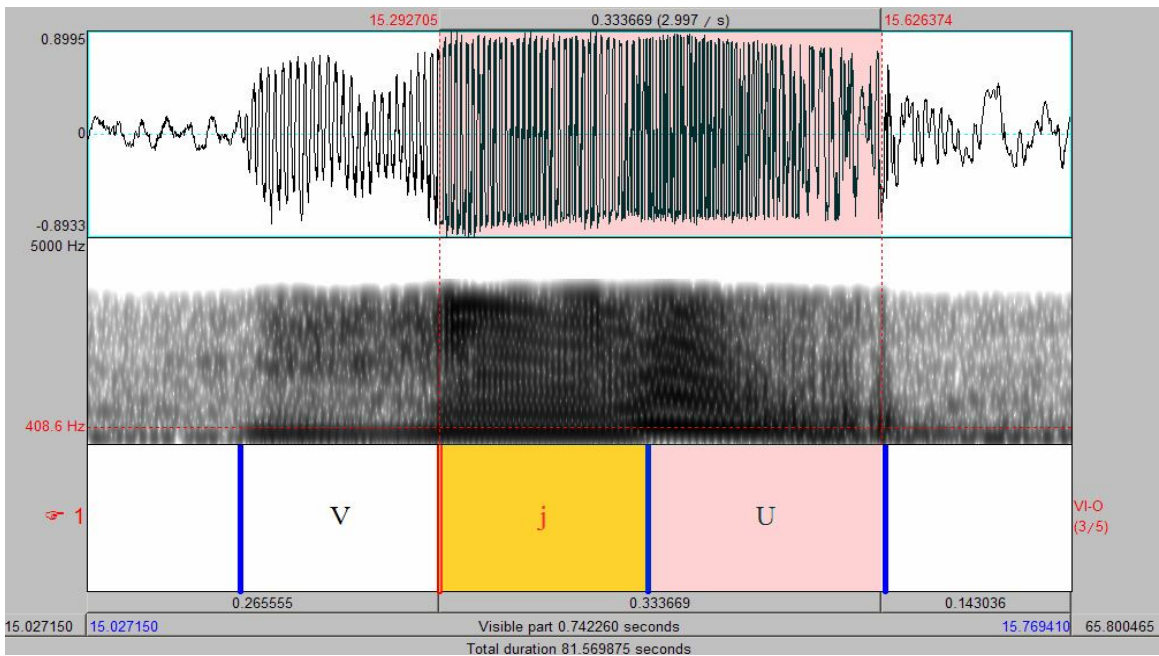 15.292705 0.333669 (2.997 / s) 15.626374
0.8995
0
-0.8933
5000 Hz
408.6 Hz
☞ 1 V j U VI-O
(3/5)
0.265555 0.333669 0.143036
15.027150 15.027150 Visible part 0.742260 seconds 15.769410 65.800465
Total duration 81.569875 seconds